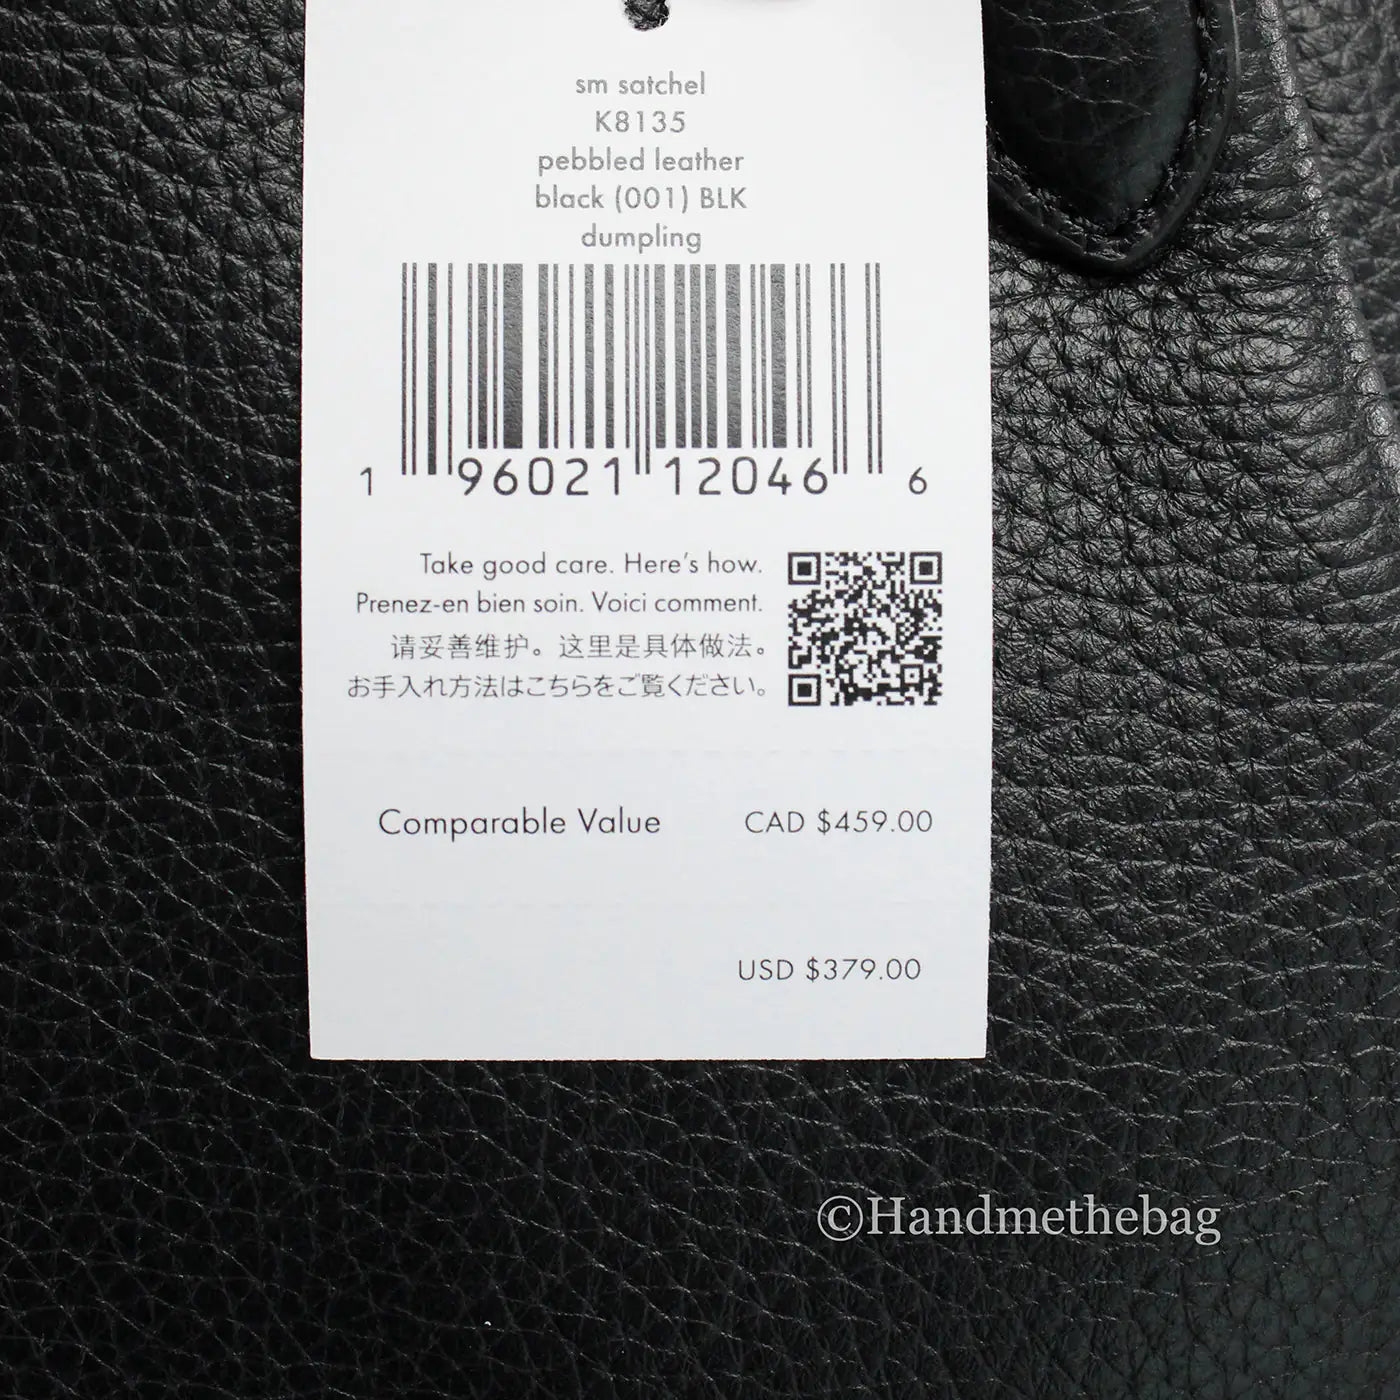 sm satchel
K8135
pebbled leather
black (001) BLK
dumpling
1 96021 12046 6
Take good care. Here's how.
Prenez-en bien soin. Voici comment.
请妥善维护。这里是具体做法。
お手入れ方法はこちらをご覧ください。
Comparable Value CAD $459.00
USD $379.00
©Handmethebag